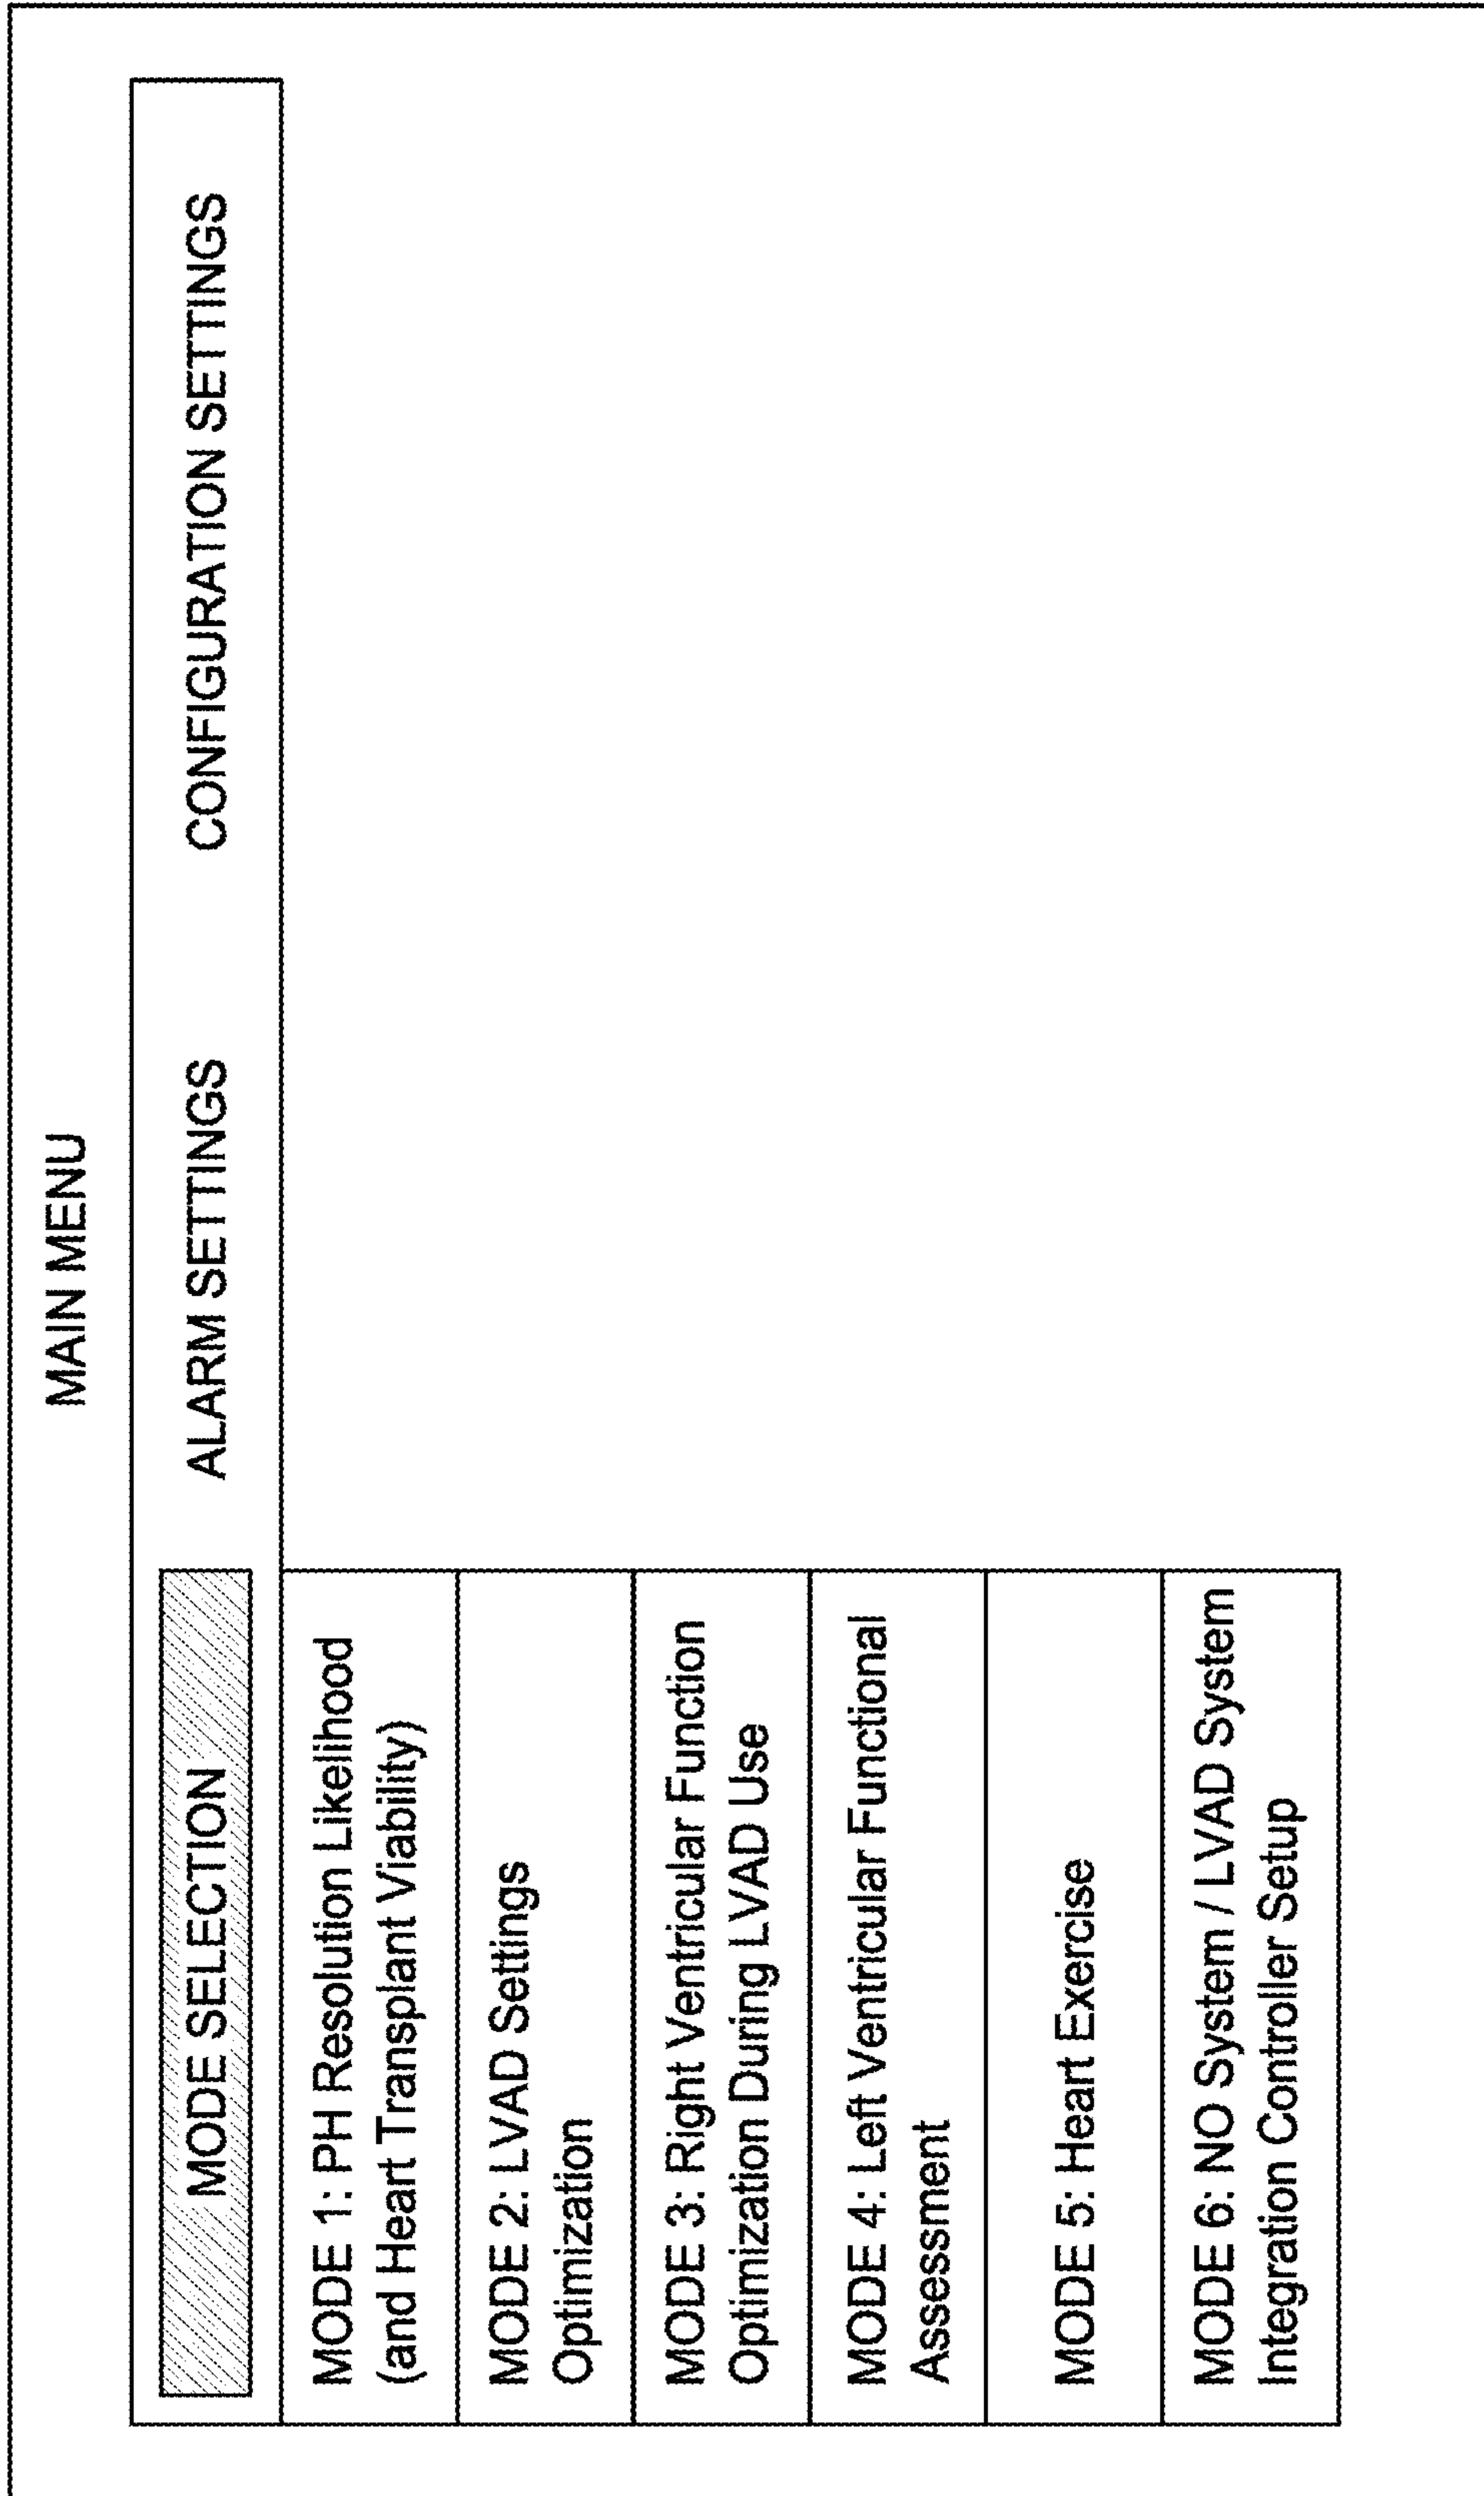 MAIN MENU
MODE SELECTION ALARM SETTINGS CONFIGURATION SETTINGS
MODE 1: PH Resolution Likelihood
(and Heart Transplant Viability)
MODE 2: LVAD Settings
Optimization
MODE 3: Right Ventricular Function
Optimization During LVAD Use
MODE 4: Left Ventricular Functional
Assessment
MODE 5: Heart Exercise
MODE 6: NO System / LVAD System
Integration Controller Setup